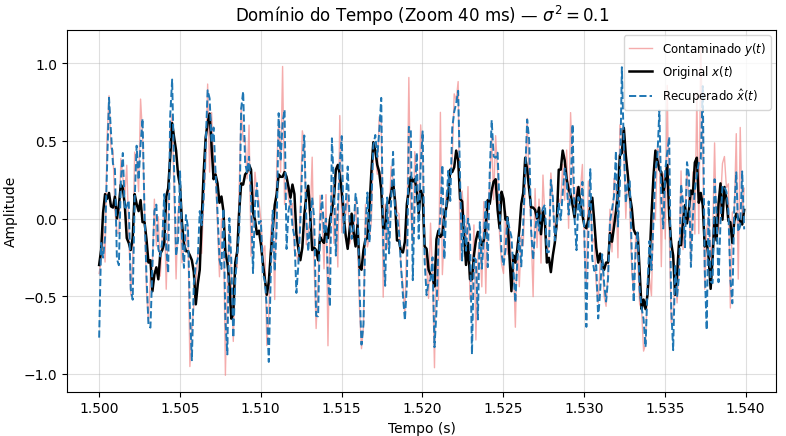 Domínio do Tempo (Zoom 40 ms) — σ² = 0.1
Contaminado y(t)
Original x(t)
Recuperado x̂(t)
Amplitude
1.0
0.5
0.0
−0.5
−1.0
1.500 1.505 1.510 1.515 1.520 1.525 1.530 1.535 1.540
Tempo (s)